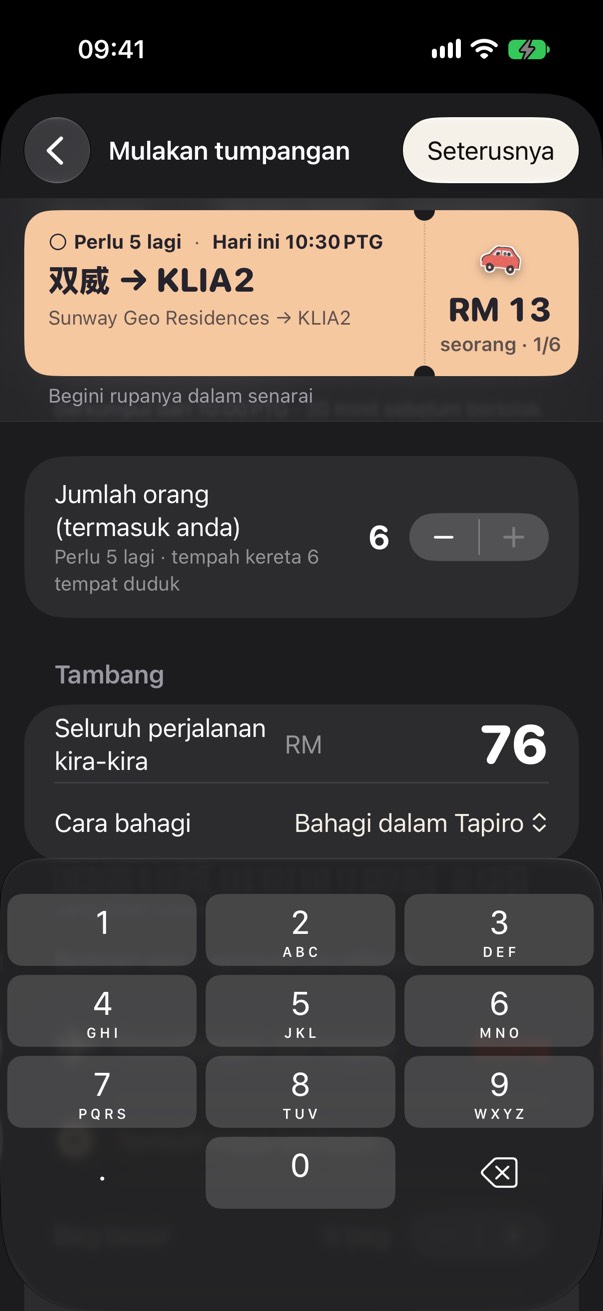 09:41
Mulakan tumpangan
Seterusnya
Perlu 5 lagi · Hari ini 10:30 PTG
双威 → KLIA2
Sunway Geo Residences → KLIA2
RM 13
seorang · 1/6
Begini rupanya dalam senarai
Jumlah orang
(termasuk anda)
Perlu 5 lagi · tempah kereta 6
tempat duduk
6
Tambang
Seluruh perjalanan
kira-kira
RM
76
Cara bahagi
Bahagi dalam Tapiro
1
2
ABC
3
DEF
4
GHI
5
JKL
6
MNO
7
PQRS
8
TUV
9
WXYZ
.
0